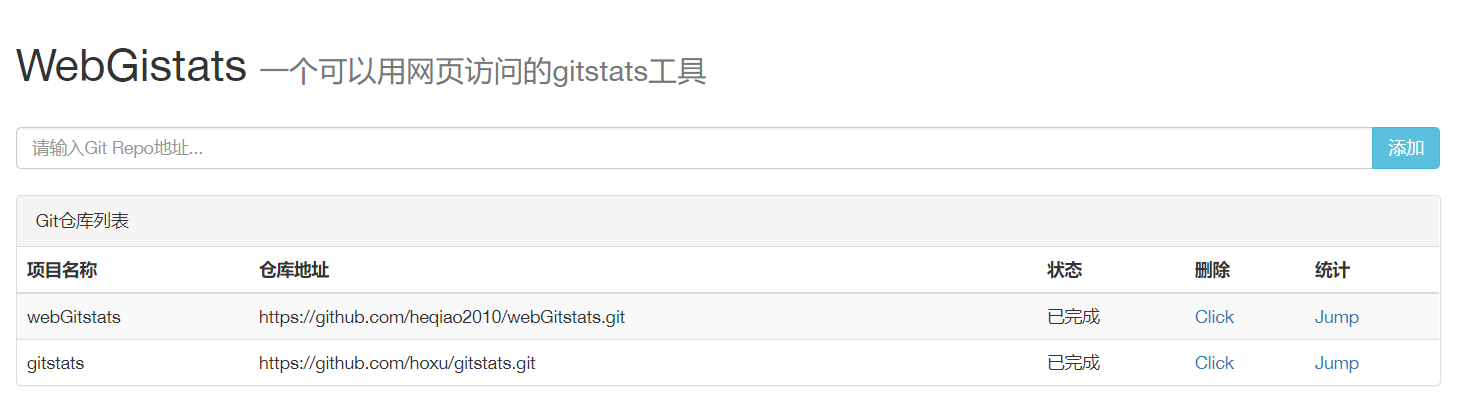 WebGistats 一个可以用网页访问的gitstats工具
请输入Git Repo地址... 添加
Git仓库列表
项目名称 仓库地址 状态 删除 统计
webGitstats https://github.com/heqiao2010/webGitstats.git 已完成 Click Jump
gitstats https://github.com/hoxu/gitstats.git 已完成 Click Jump